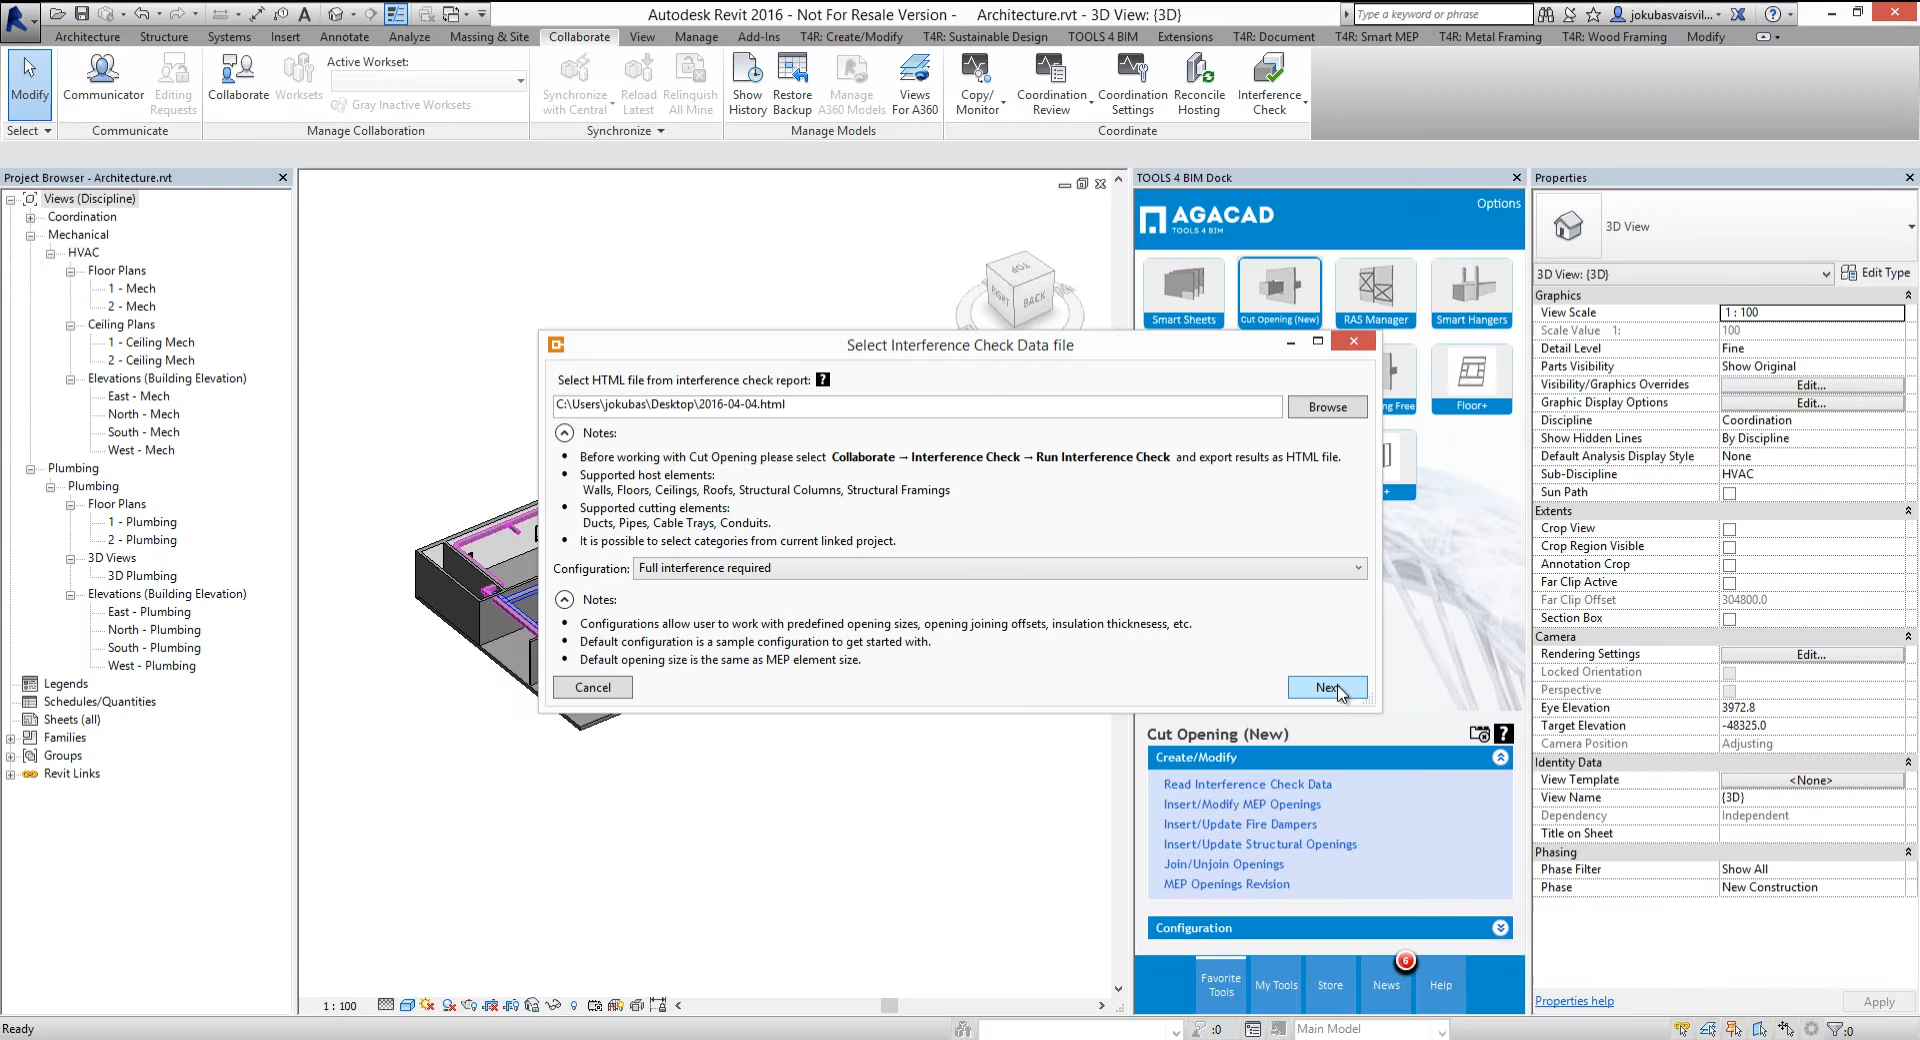 Autodesk Revit 2016 - Not For Resale Version - Architecture.rvt - 3D View: {3D}
Type a keyword or phrase
jokubasvaisvil...
Architecture Structure Systems Insert Annotate Analyze Massing & Site Collaborate View Manage Add-Ins T4R: Create/Modify T4R: Sustainable Design TOOLS 4 BIM Extensions T4R: Document T4R: Smart MEP T4R: Metal Framing T4R: Wood Framing Modify
Modify
Communicator
Editing Requests
Collaborate
Worksets
Active Workset:
Gray Inactive Worksets
Synchronize with Central
Reload Latest
Relinquish All Mine
Show History
Restore Backup
Manage A360 Models
Views For A360
Copy/ Monitor
Coordination Review
Coordination Settings
Reconcile Hosting
Interference Check
Select Communicate Manage Collaboration Synchronize Manage Models Coordinate
Project Browser - Architecture.rvt
Views (Discipline)
Coordination
Mechanical
HVAC
Floor Plans
1 - Mech
2 - Mech
Ceiling Plans
1 - Ceiling Mech
2 - Ceiling Mech
Elevations (Building Elevation)
East - Mech
North - Mech
South - Mech
West - Mech
Plumbing
Plumbing
Floor Plans
1 - Plumbing
2 - Plumbing
3D Views
3D Plumbing
Elevations (Building Elevation)
East - Plumbing
North - Plumbing
South - Plumbing
West - Plumbing
Legends
Schedules/Quantities
Sheets (all)
Families
Groups
Revit Links
TOP
RIGHT
BACK
Select Interference Check Data file
Select HTML file from interference check report: ?
C:\Users\jokubas\Desktop\2016-04-04.html
Browse
Notes:
• Before working with Cut Opening please select Collaborate → Interference Check → Run Interference Check and export results as HTML file.
• Supported host elements:
Walls, Floors, Ceilings, Roofs, Structural Columns, Structural Framings
• Supported cutting elements:
Ducts, Pipes, Cable Trays, Conduits.
• It is possible to select categories from current linked project.
Configuration: Full interference required
Notes:
• Configurations allow user to work with predefined opening sizes, opening joining offsets, insulation thickness, etc.
• Default configuration is a sample configuration to get started with.
• Default opening size is the same as MEP element size.
Cancel
1 : 100
TOOLS 4 BIM Dock
AGACAD
TOOLS 4 BIM
Options
Smart Sheets
Cut Opening (New)
RAS Manager
Smart Hangers
Floor+
Cut Opening (New) ?
Create/Modify
Read Interference Check Data
Insert/Modify MEP Openings
Insert/Update Fire Dampers
Insert/Update Structural Openings
Join/Unjoin Openings
MEP Openings Revision
Configuration
6
Favorite Tools
My Tools
Store
News
Help
Properties
3D View
3D View: {3D}
Edit Type
Graphics
View Scale 1 : 100
Scale Value 1: 100
Detail Level Fine
Parts Visibility Show Original
Visibility/Graphics Overrides Edit...
Graphic Display Options Edit...
Discipline Coordination
Show Hidden Lines By Discipline
Default Analysis Display Style None
Sub-Discipline HVAC
Sun Path
Extents
Crop View
Crop Region Visible
Annotation Crop
Far Clip Active
Far Clip Offset 304800.0
Section Box
Camera
Rendering Settings Edit...
Locked Orientation
Perspective
Eye Elevation 3972.8
Target Elevation -48325.0
Camera Position Adjusting
Identity Data
View Template <None>
View Name {3D}
Dependency Independent
Title on Sheet
Phasing
Phase Filter Show All
Phase New Construction
Properties help
Apply
Ready
:0
Main Model
:0